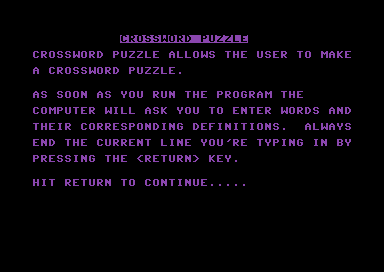 CROSSWORD PUZZLE
CROSSWORD PUZZLE ALLOWS THE USER TO MAKE
A CROSSWORD PUZZLE.
AS SOON AS YOU RUN THE PROGRAM THE
COMPUTER WILL ASK YOU TO ENTER WORDS AND
THEIR CORRESPONDING DEFINITIONS.  ALWAYS
END THE CURRENT LINE YOU'RE TYPING IN BY
PRESSING THE <RETURN> KEY.
HIT RETURN TO CONTINUE.....